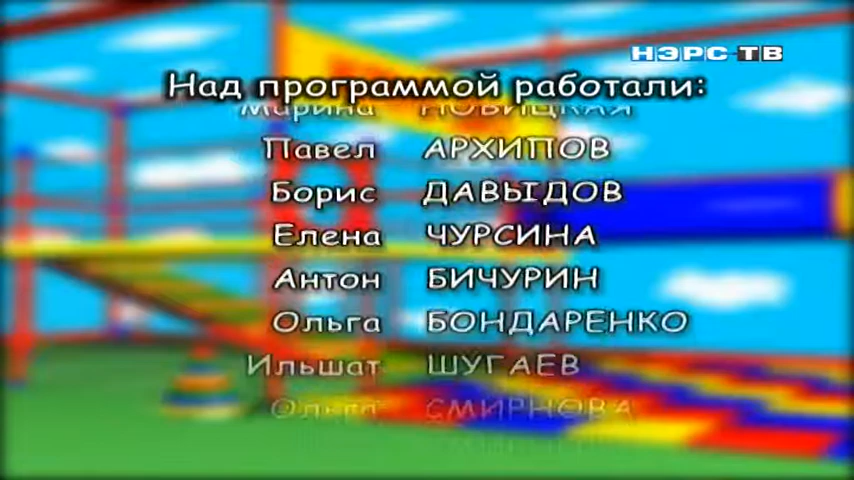 НЭРС-ТВ
Над программой работали:
Марина НОВИЦКАЯ
Павел АРХИПОВ
Борис ДАВЫДОВ
Елена ЧУРСИНА
Антон БИЧУРИН
Ольга БОНДАРЕНКО
Ильшат ШУГАЕВ
Ольга СМИРНОВА